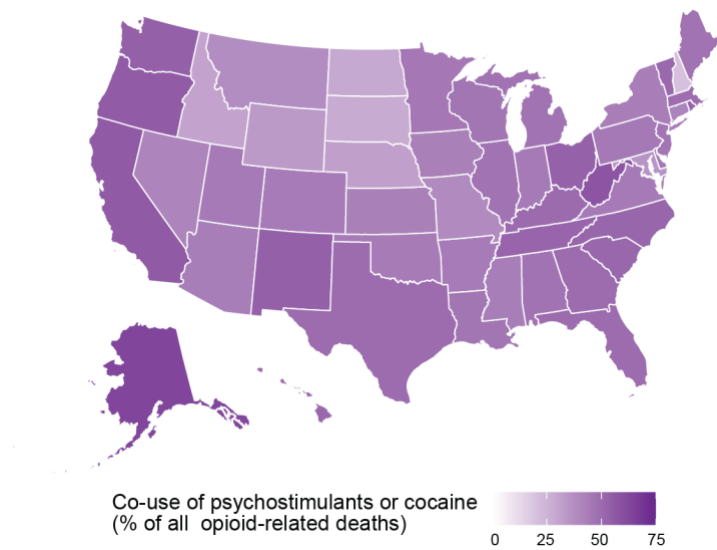 Co-use of psychostimulants or cocaine
(% of all opioid-related deaths)
0 25 50 75